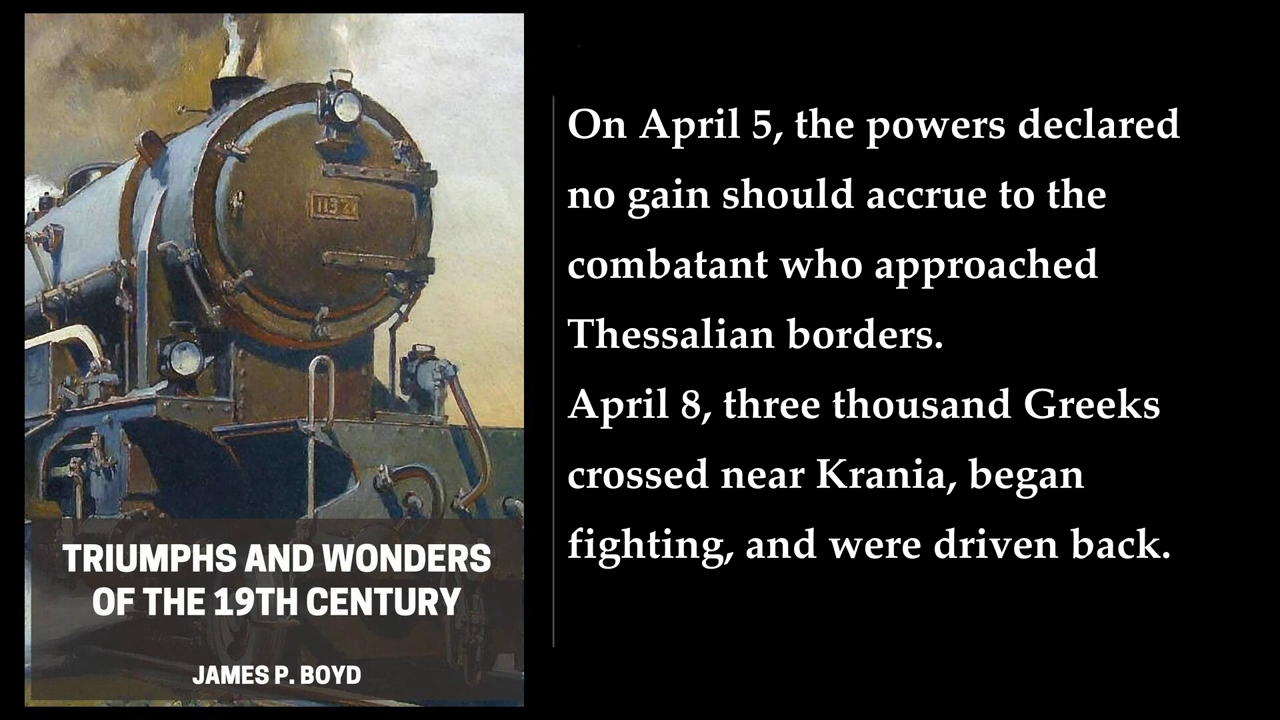 1132
TRIUMPHS AND WONDERS
OF THE 19TH CENTURY
JAMES P. BOYD
On April 5, the powers declared
no gain should accrue to the
combatant who approached
Thessalian borders.
April 8, three thousand Greeks
crossed near Krania, began
fighting, and were driven back.